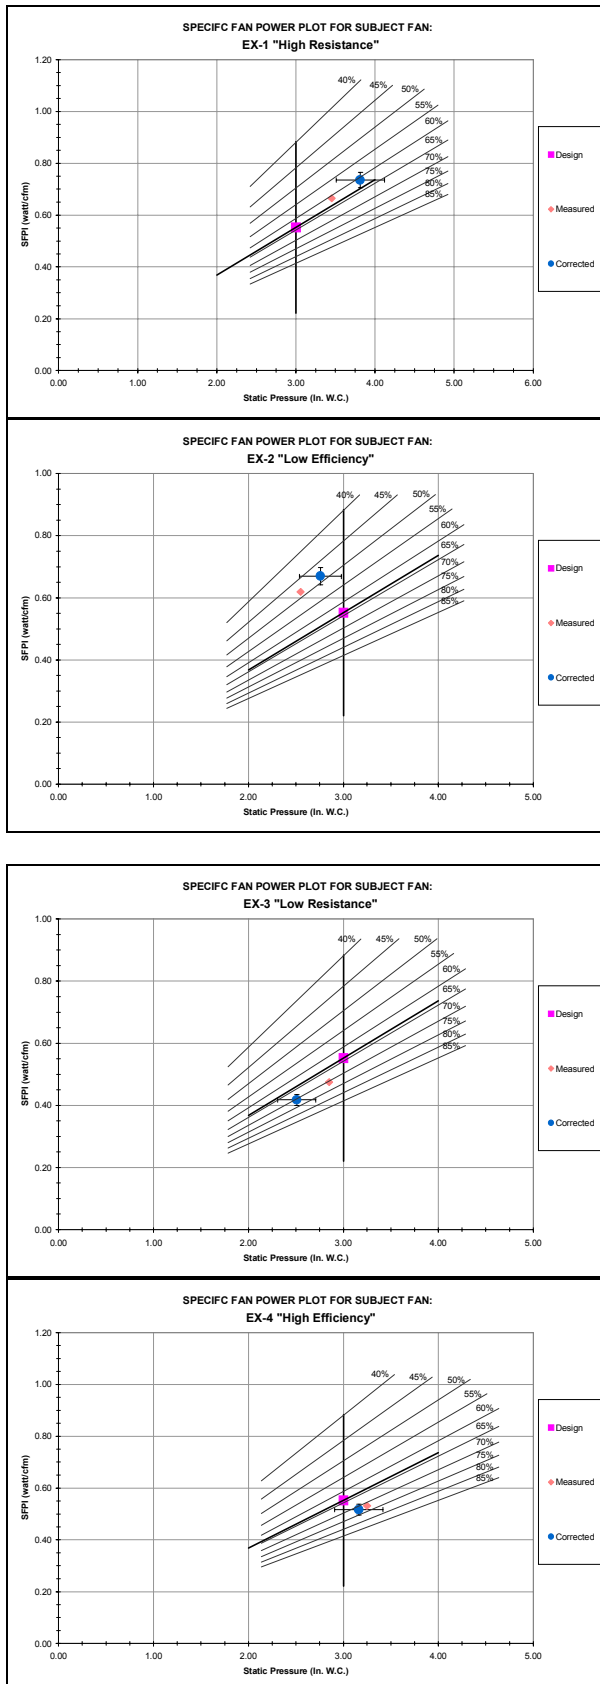 SPECIFC FAN POWER PLOT FOR SUBJECT FAN:
EX-1 "High Resistance"
1.20
1.00
0.80
0.60
0.40
0.20
0.00
SFPI (watt/cfm)
40%
45%
50%
55%
60%
65%
70%
75%
80%
85%
0.00 1.00 2.00 3.00 4.00 5.00 6.00
Static Pressure (In. W.C.)
Design
Measured
Corrected
SPECIFC FAN POWER PLOT FOR SUBJECT FAN:
EX-2 "Low Efficiency"
1.00
0.80
0.60
0.40
0.20
0.00
SFPI (watt/cfm)
40%
45%
50%
55%
60%
65%
70%
75%
80%
85%
0.00 1.00 2.00 3.00 4.00 5.00
Static Pressure (In. W.C.)
Design
Measured
Corrected
SPECIFC FAN POWER PLOT FOR SUBJECT FAN:
EX-3 "Low Resistance"
1.00
0.80
0.60
0.40
0.20
0.00
SFPI (watt/cfm)
40%
45%
50%
55%
60%
65%
70%
75%
80%
85%
0.00 1.00 2.00 3.00 4.00 5.00
Static Pressure (In. W.C.)
Design
Measured
Corrected
SPECIFC FAN POWER PLOT FOR SUBJECT FAN:
EX-4 "High Efficiency"
1.20
1.00
0.80
0.60
0.40
0.20
0.00
SFPI (watt/cfm)
40%
45%
50%
55%
60%
65%
70%
75%
80%
85%
0.00 1.00 2.00 3.00 4.00 5.00
Static Pressure (In. W.C.)
Design
Measured
Corrected